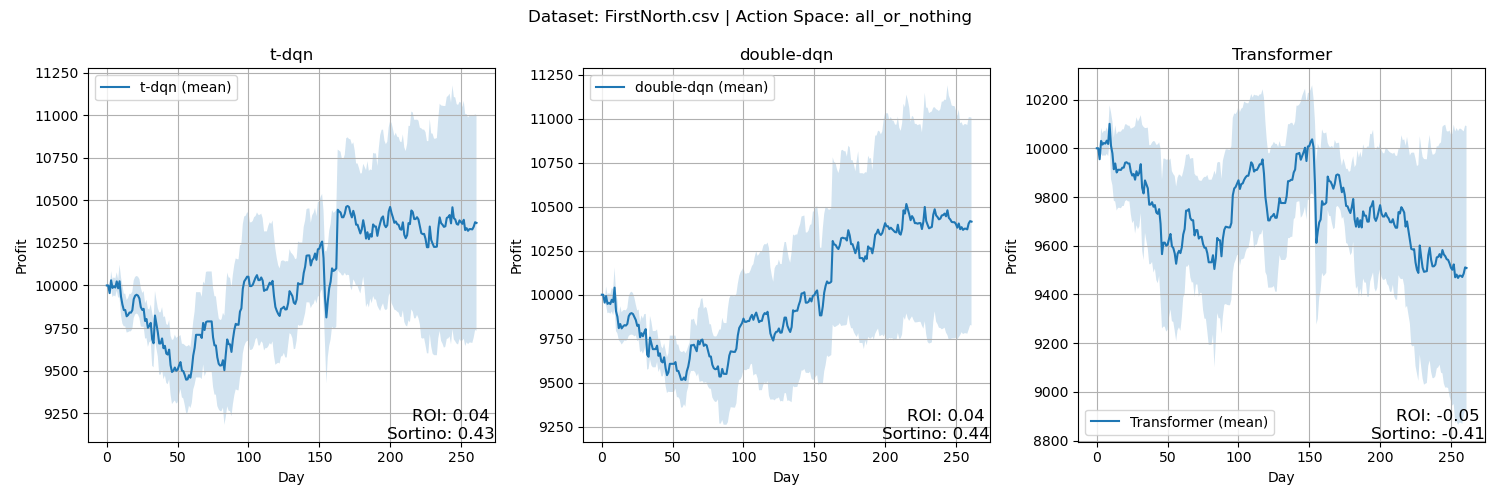 Dataset: FirstNorth.csv | Action Space: all_or_nothing
t-dqn
11250
11000
10750
10500
10250
10000
9750
9500
9250
Profit
t-dqn (mean)
ROI: 0.04
Sortino: 0.43
0 50 100 150 200 250
Day
double-dqn
11250
11000
10750
10500
10250
10000
9750
9500
9250
Profit
double-dqn (mean)
ROI: 0.04
Sortino: 0.44
0 50 100 150 200 250
Day
Transformer
10200
10000
9800
9600
9400
9200
9000
8800
Profit
Transformer (mean)
ROI: -0.05
Sortino: -0.41
0 50 100 150 200 250
Day